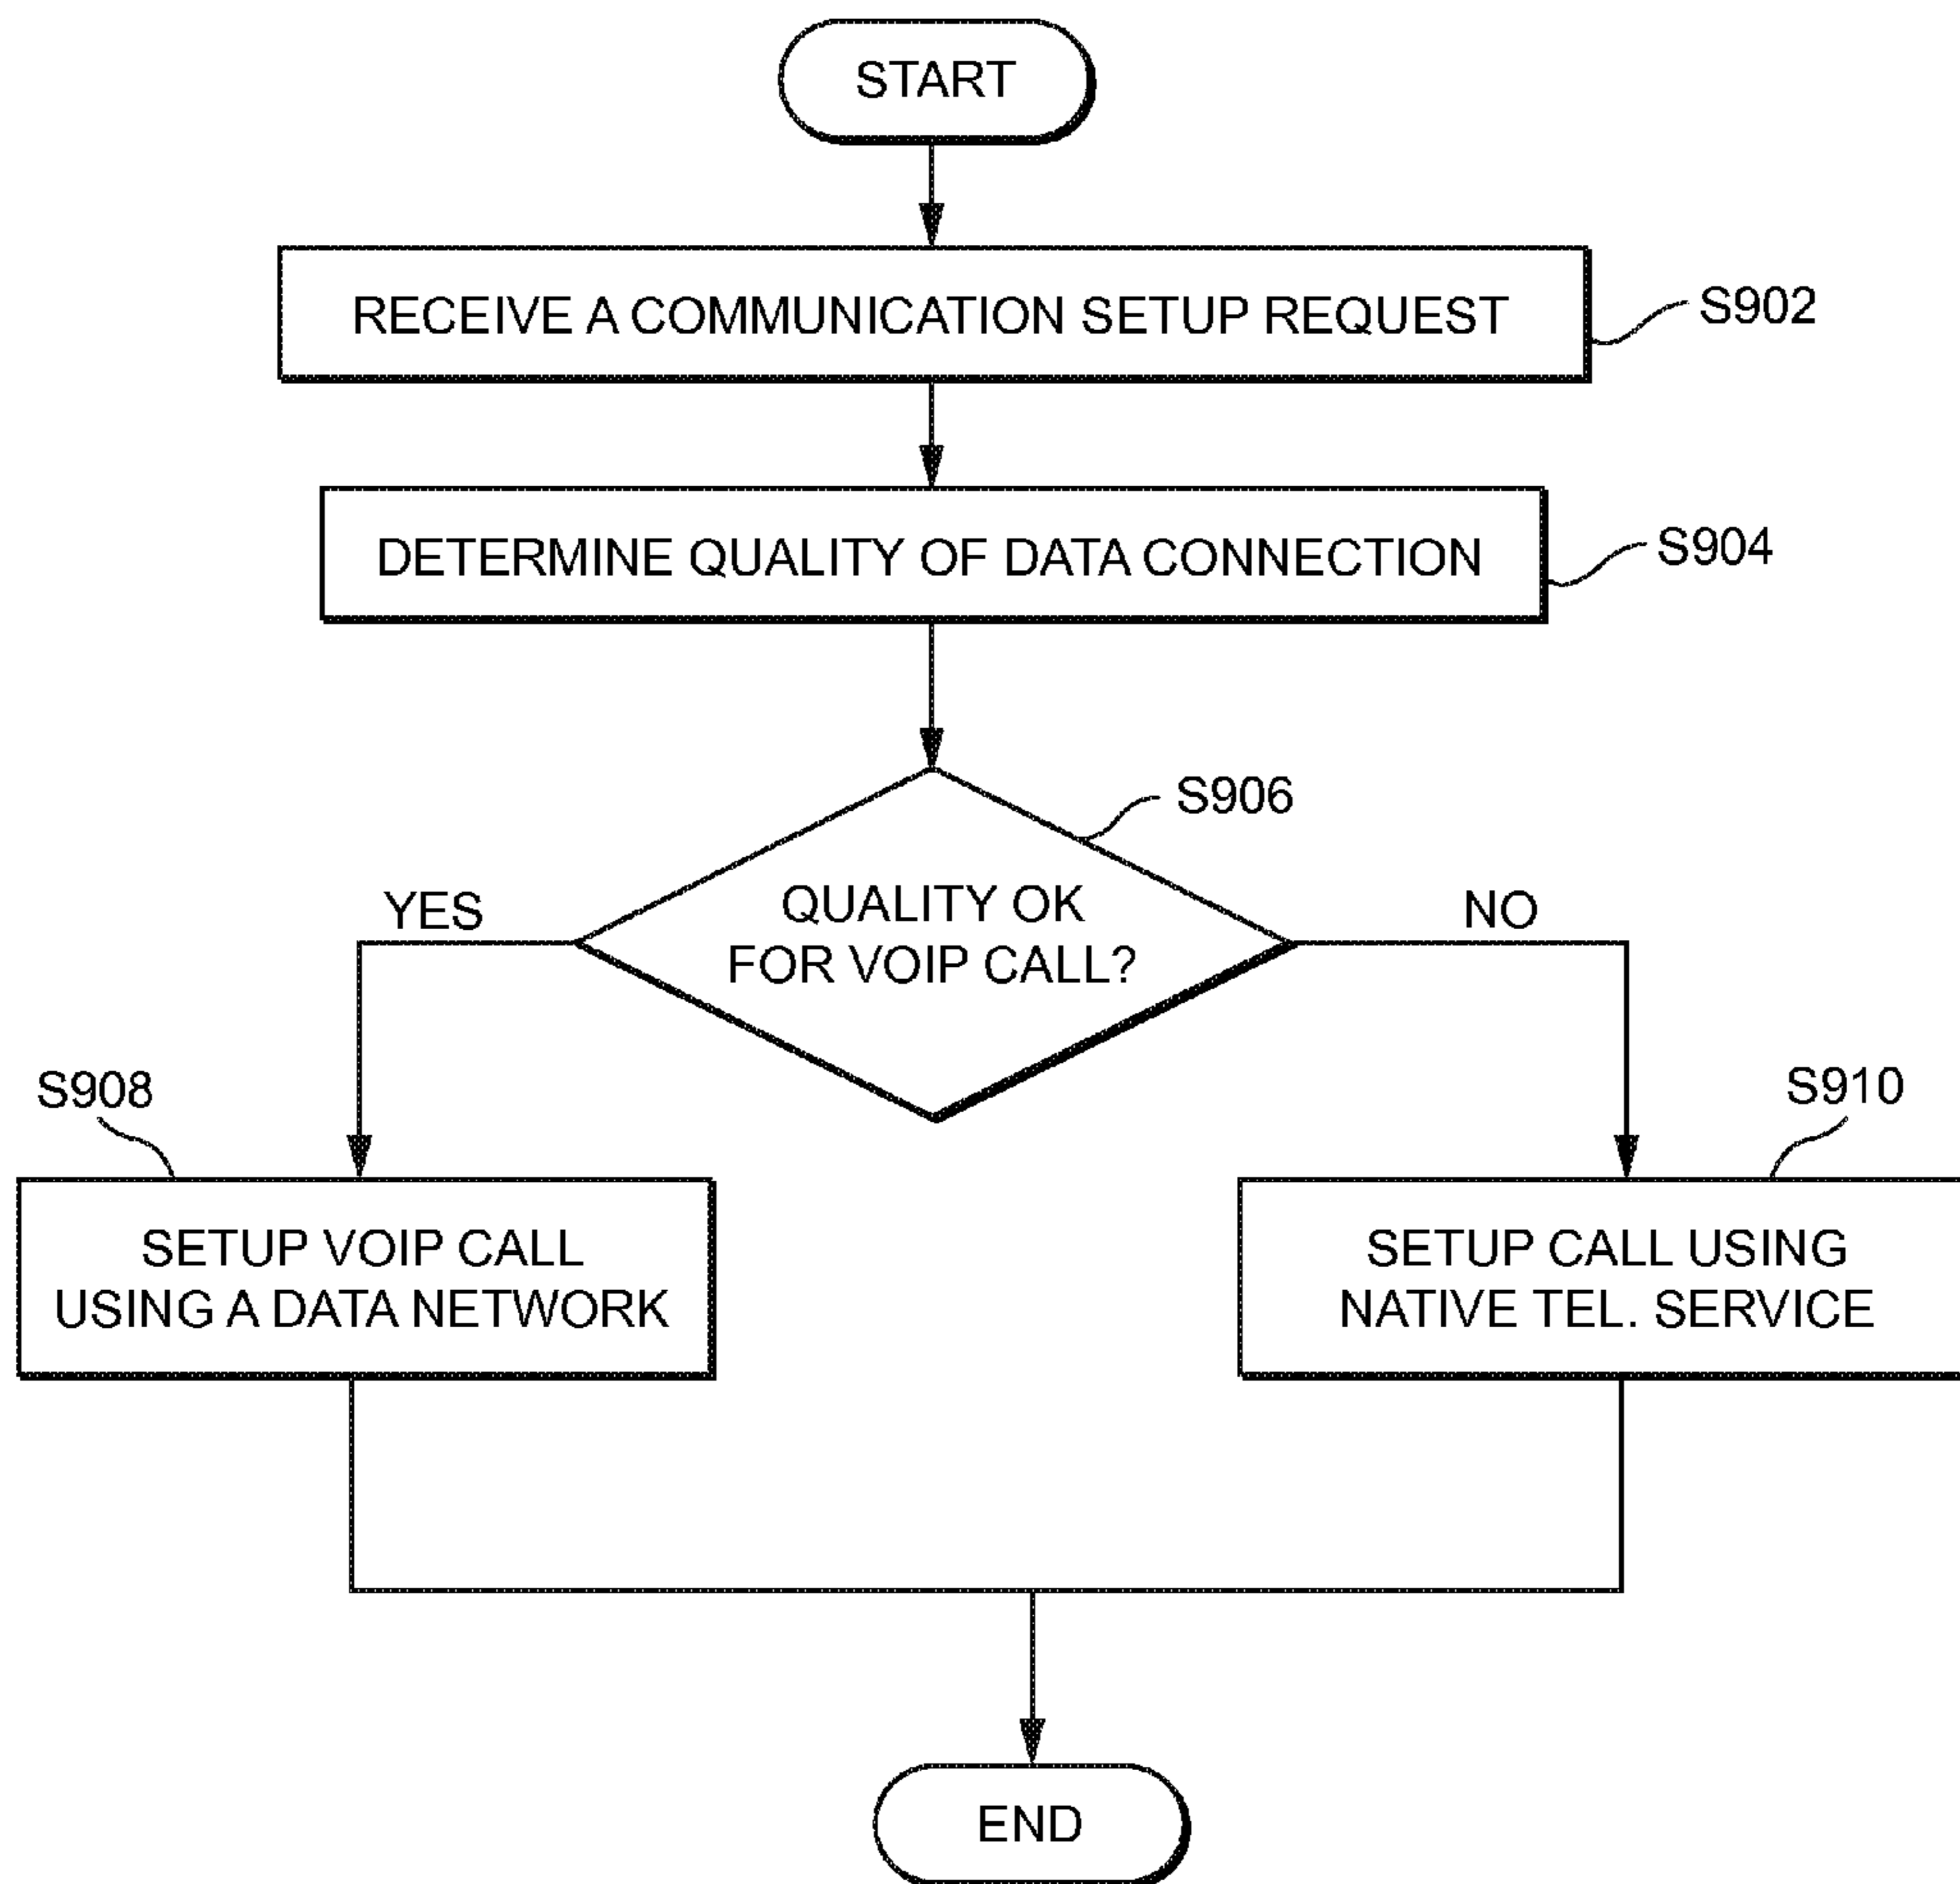 START
RECEIVE A COMMUNICATION SETUP REQUEST
S902
DETERMINE QUALITY OF DATA CONNECTION
S904
S906
QUALITY OK
FOR VOIP CALL?
YES
NO
S908
S910
SETUP VOIP CALL
USING A DATA NETWORK
SETUP CALL USING
NATIVE TEL. SERVICE
END